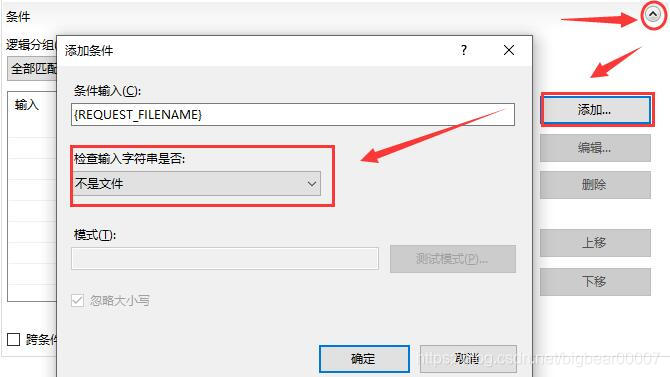 条件
逻辑分组(
全部匹配
输入
添加条件
?
条件输入(C):
{REQUEST_FILENAME}
检查输入字符串是否:
不是文件
模式(T):
测试模式(P)...
忽略大小写
确定
取消
添加...
编辑...
删除
上移
下移
跨条件
https://blog.csdn.net/bigbear00007